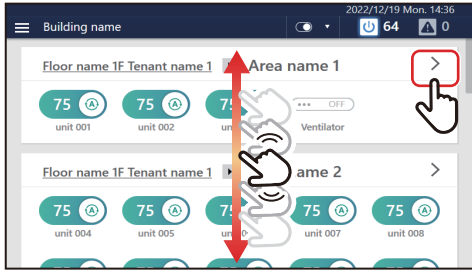 2022/12/19 Mon. 14:36
Building name 64 0
Floor name 1F Tenant name 1 Area name 1
75 75 75 OFF
unit 001 unit 002 Ventilator
Floor name 1F Tenant name 1 ame 2
75 75 75 75 75
unit 004 unit 005 unit 007 unit 008